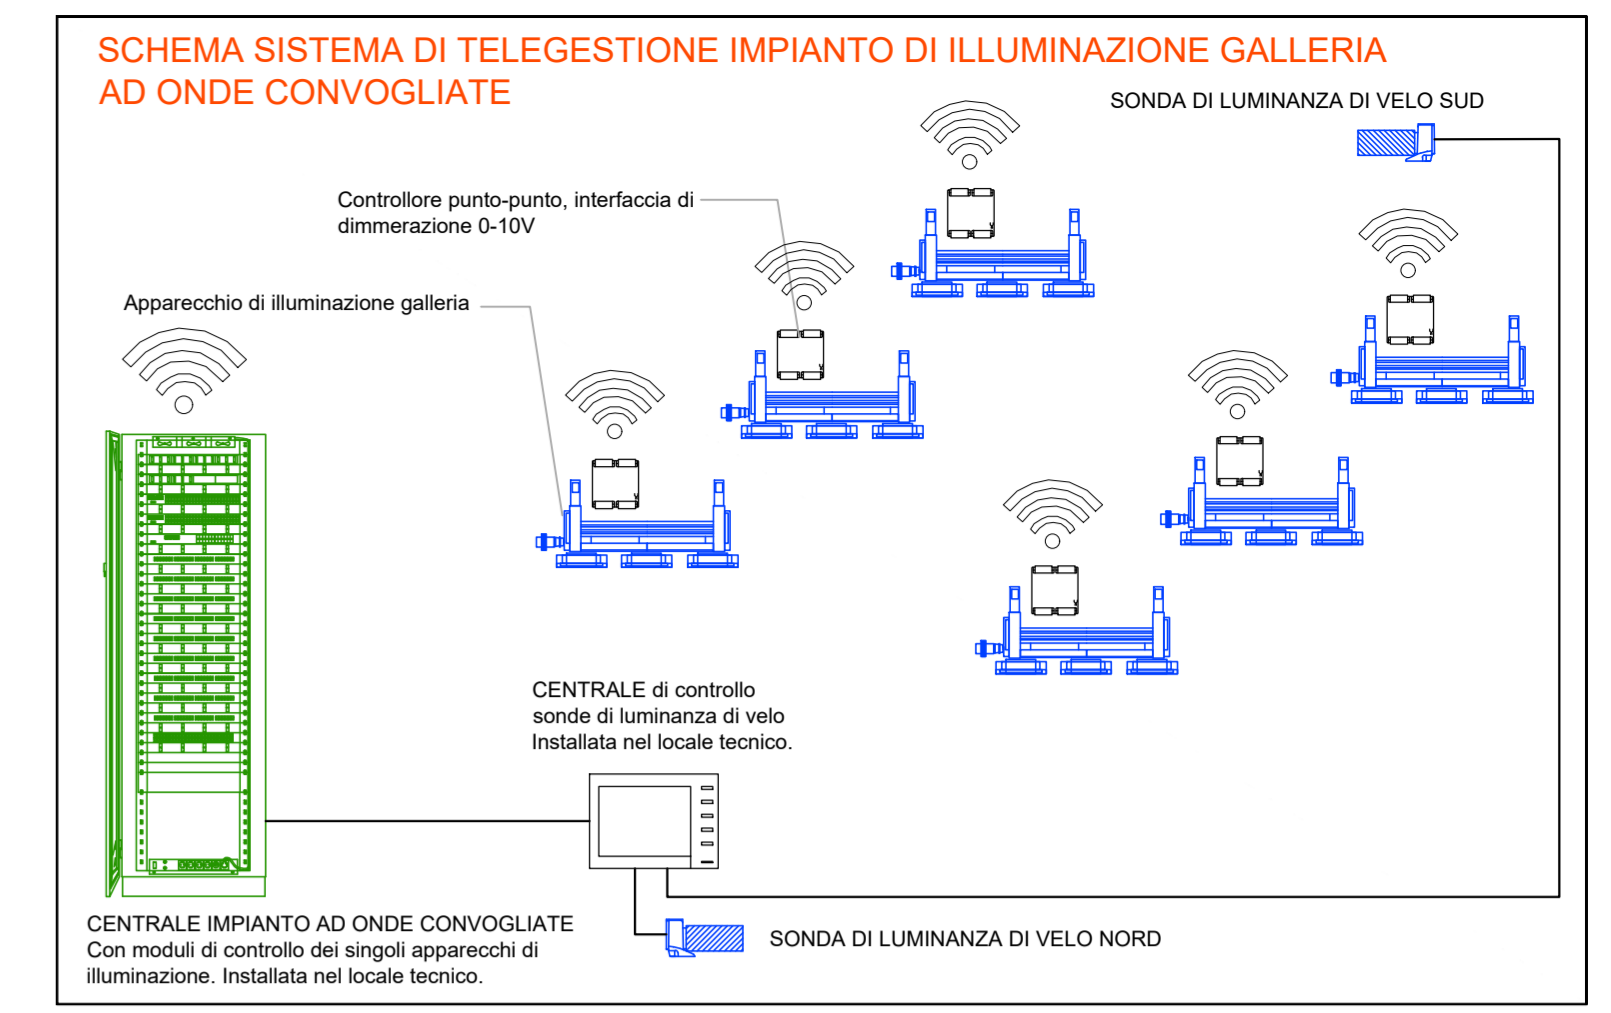 SCHEMA SISTEMA DI TELEGESTIONE IMPIANTO DI ILLUMINAZIONE GALLERIA
AD ONDE CONVOGLIATE
SONDA DI LUMINANZA DI VELO SUD
Controllore punto-punto, interfaccia di
dimmerazione 0-10V
Apparecchio di illuminazione galleria
CENTRALE di controllo
sonde di luminanza di velo
Installata nel locale tecnico.
CENTRALE IMPIANTO AD ONDE CONVOGLIATE
Con moduli di controllo dei singoli apparecchi di
illuminazione. Installata nel locale tecnico.
SONDA DI LUMINANZA DI VELO NORD